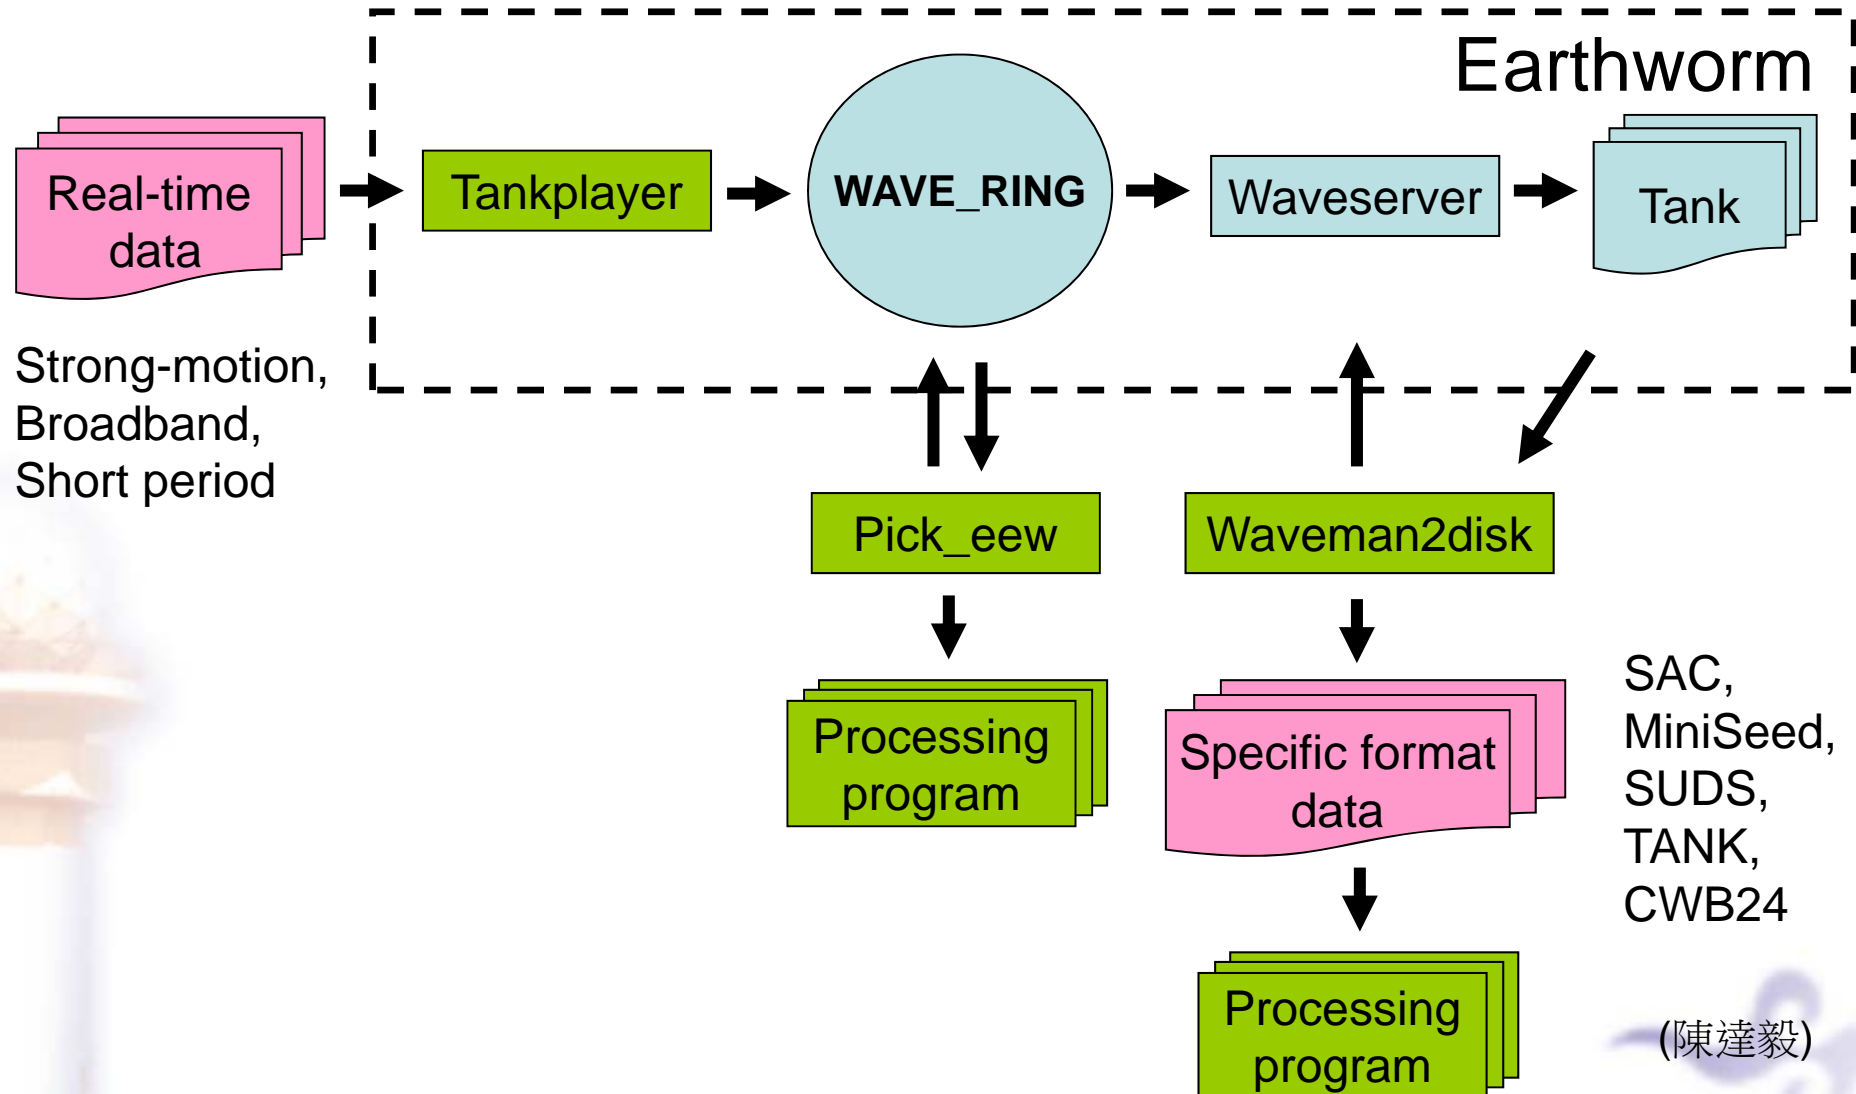 Earthworm
Real-time
data
Tankplayer
WAVE_RING
Waveserver
Tank
Strong-motion,
Broadband,
Short period
Pick_eew
Waveman2disk
Processing
program
Specific format
data
SAC,
MiniSeed,
SUDS,
TANK,
CWB24
Processing
program
(陳達毅)